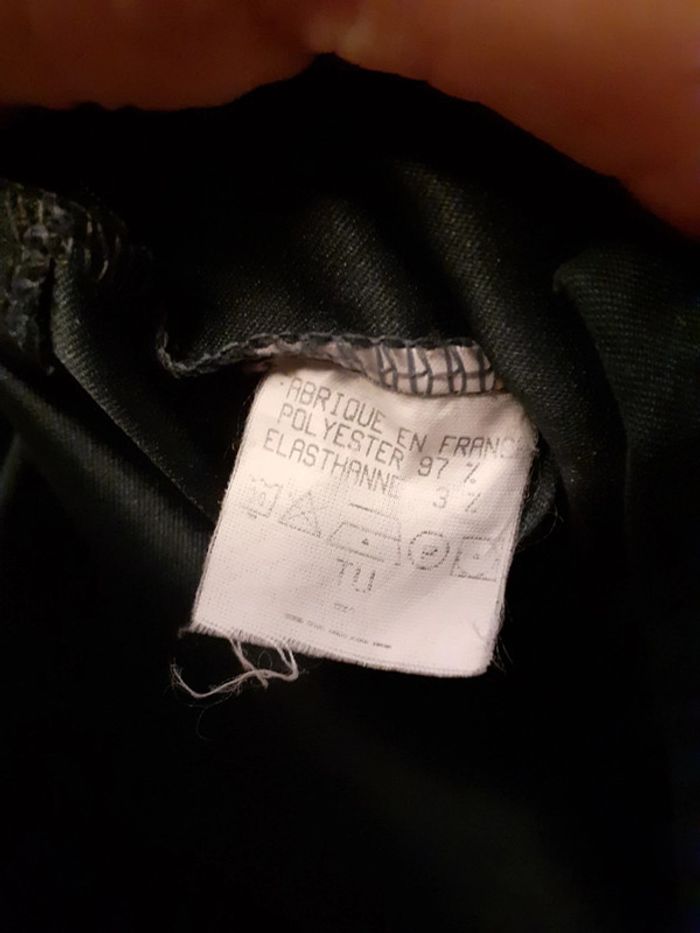 ABRIQUE EN FRANC
POLYESTER 97 %
ELASTHANNE 3 %
P
TU